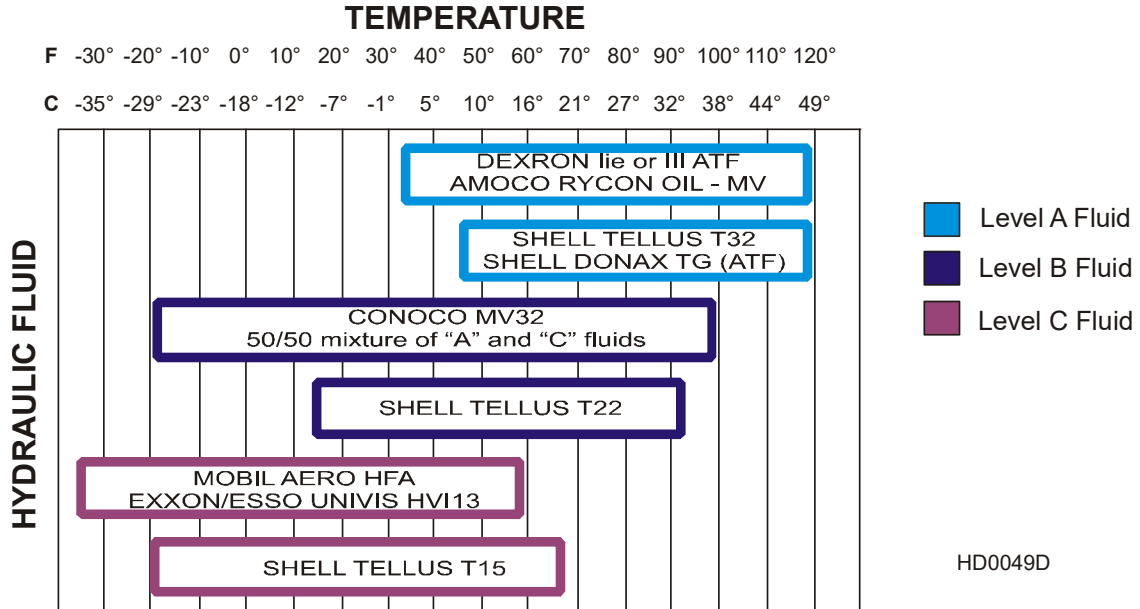 TEMPERATURE
F -30° -20° -10° 0° 10° 20° 30° 40° 50° 60° 70° 80° 90° 100° 110° 120°
C -35° -29° -23° -18° -12° -7° -1° 5° 10° 16° 21° 27° 32° 38° 44° 49°
HYDRAULIC FLUID
DEXRON IIe or III ATF
AMOCO RYCON OIL - MV
SHELL TELLUS T32
SHELL DONAX TG (ATF)
CONOCO MV32
50/50 mixture of “A” and “C” fluids
SHELL TELLUS T22
MOBIL AERO HFA
EXXON/ESSO UNIVIS HVI13
SHELL TELLUS T15
Level A Fluid
Level B Fluid
Level C Fluid
HD0049D